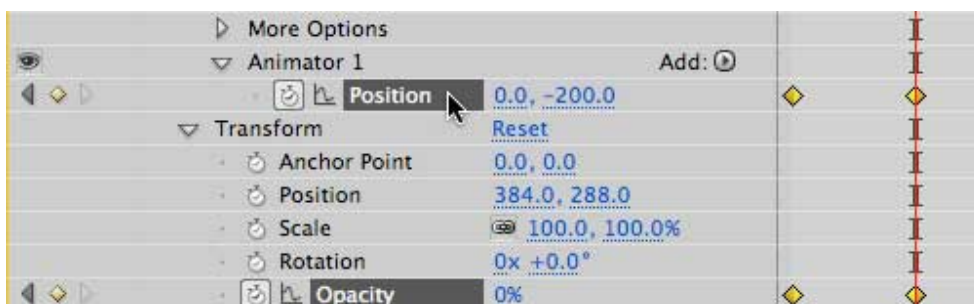 More Options
Animator 1 Add:
Position 0.0, -200.0
Transform Reset
Anchor Point 0.0, 0.0
Position 384.0, 288.0
Scale 100.0, 100.0%
Rotation 0x +0.0°
Opacity 0%